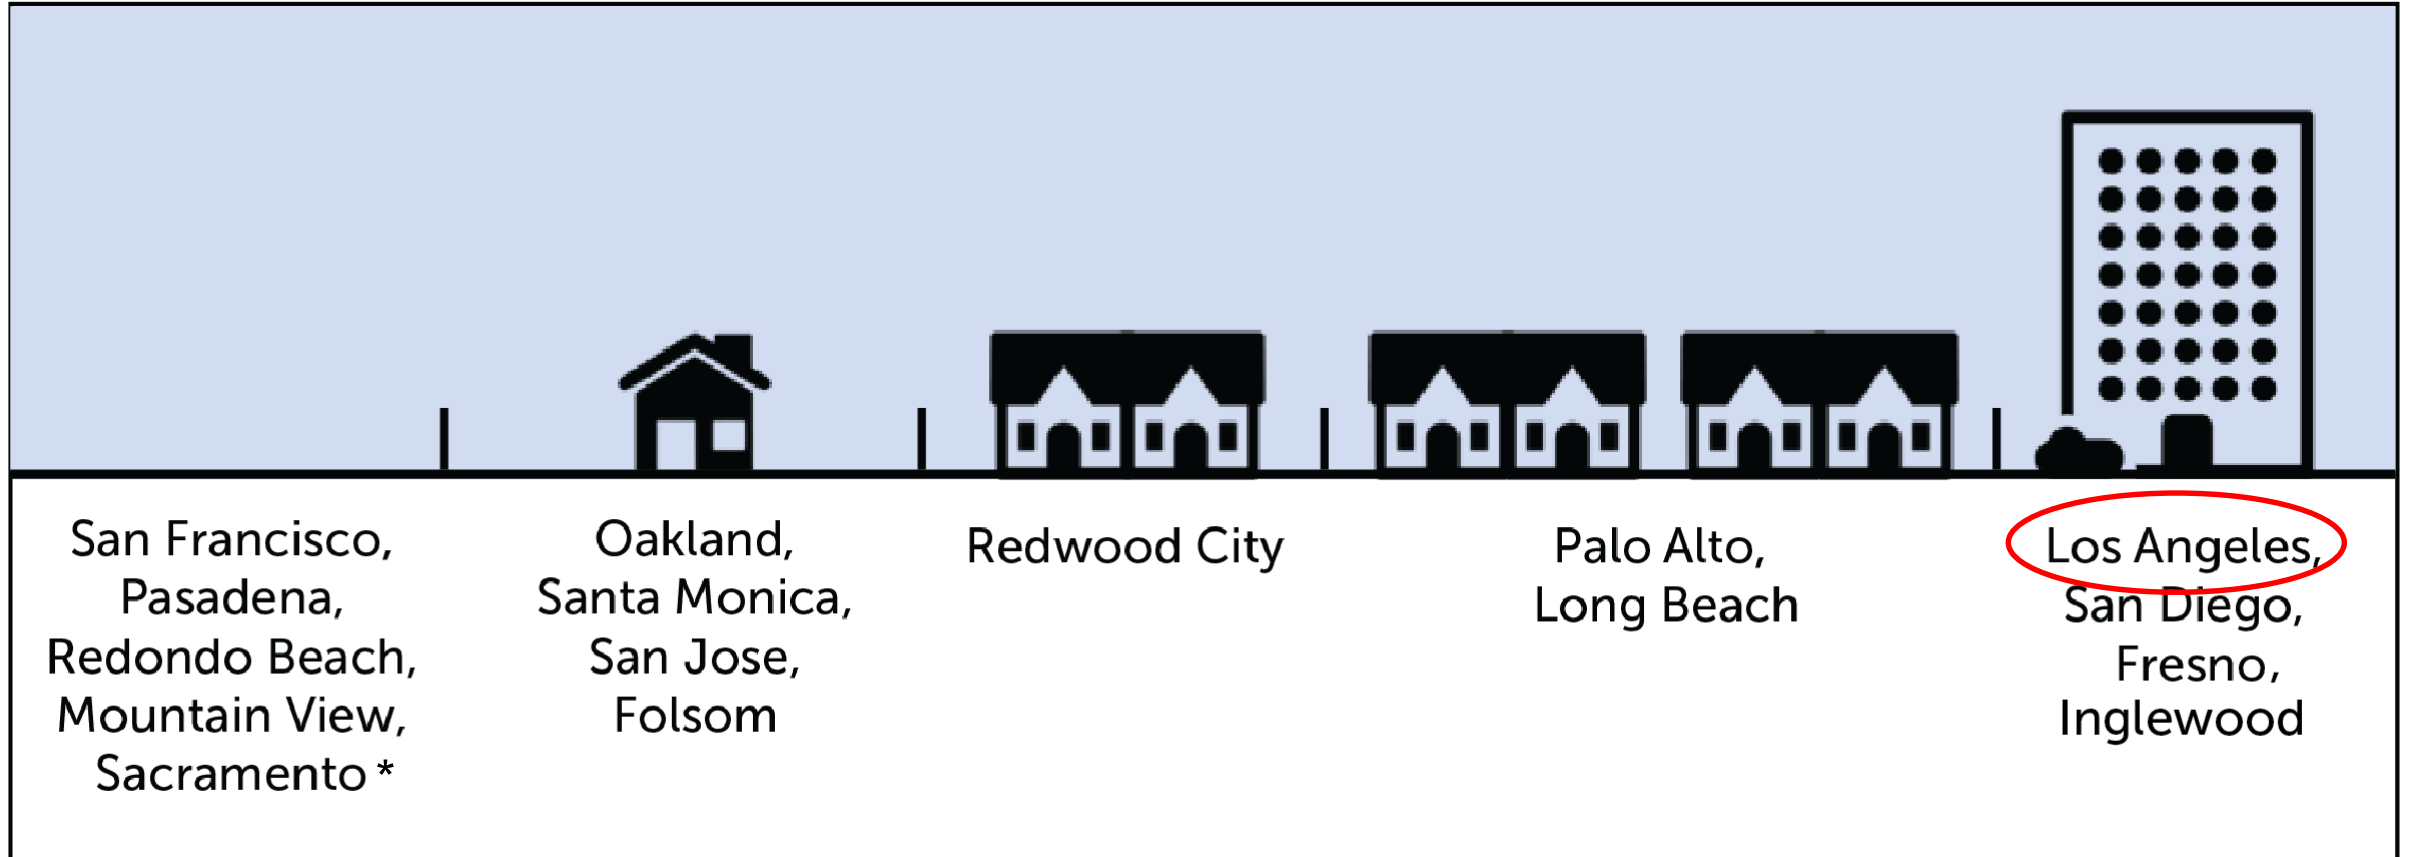 San Francisco,
Pasadena,
Redondo Beach,
Mountain View,
Sacramento *
Oakland,
Santa Monica,
San Jose,
Folsom
Redwood City
Palo Alto,
Long Beach
Los Angeles,
San Diego,
Fresno,
Inglewood